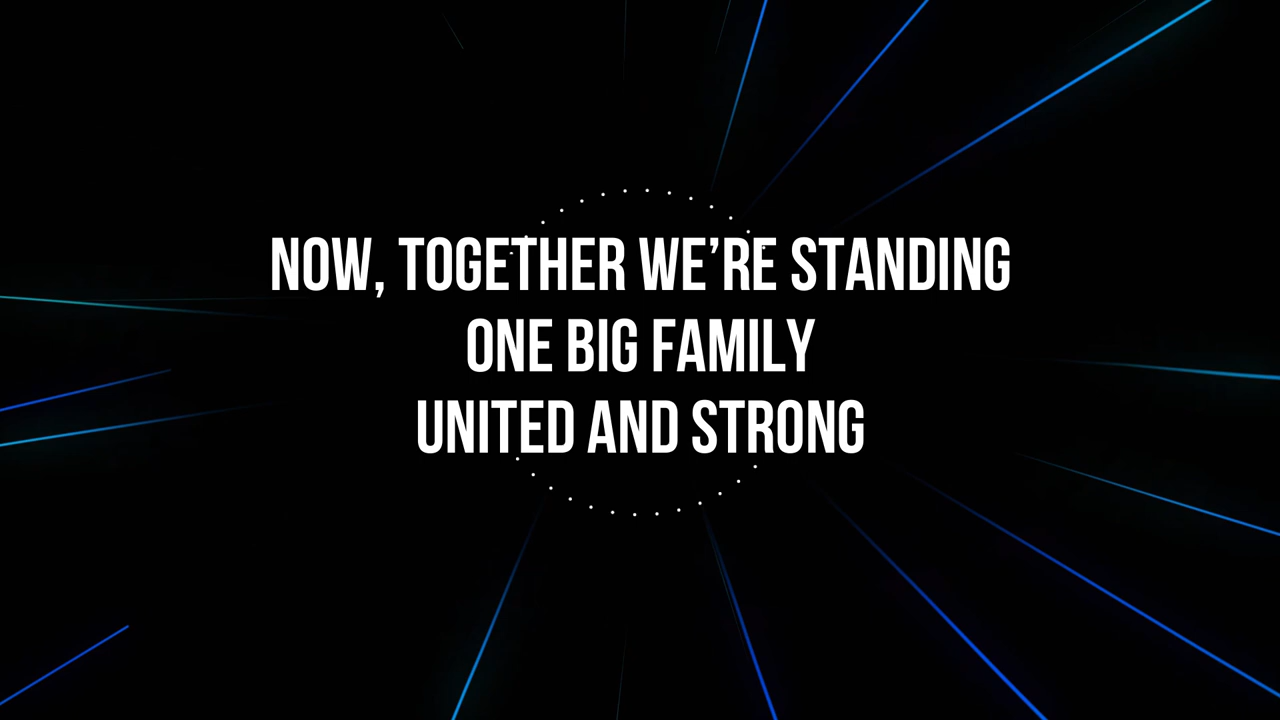 NOW, TOGETHER WE’RE STANDING
ONE BIG FAMILY
UNITED AND STRONG